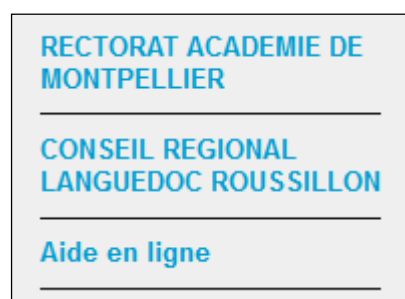 RECTORAT ACADEMIE DE
MONTPELLIER
CONSEIL REGIONAL
LANGUEDOC ROUSSILLON
Aide en ligne